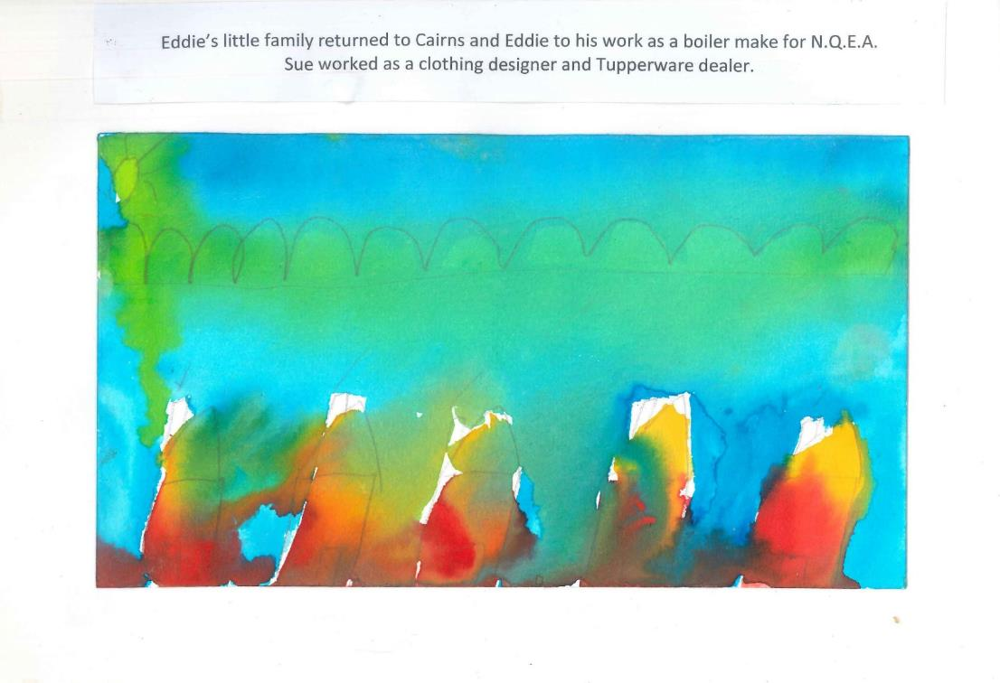 Eddie’s little family returned to Cairns and Eddie to his work as a boiler make for N.Q.E.A.
Sue worked as a clothing designer and Tupperware dealer.